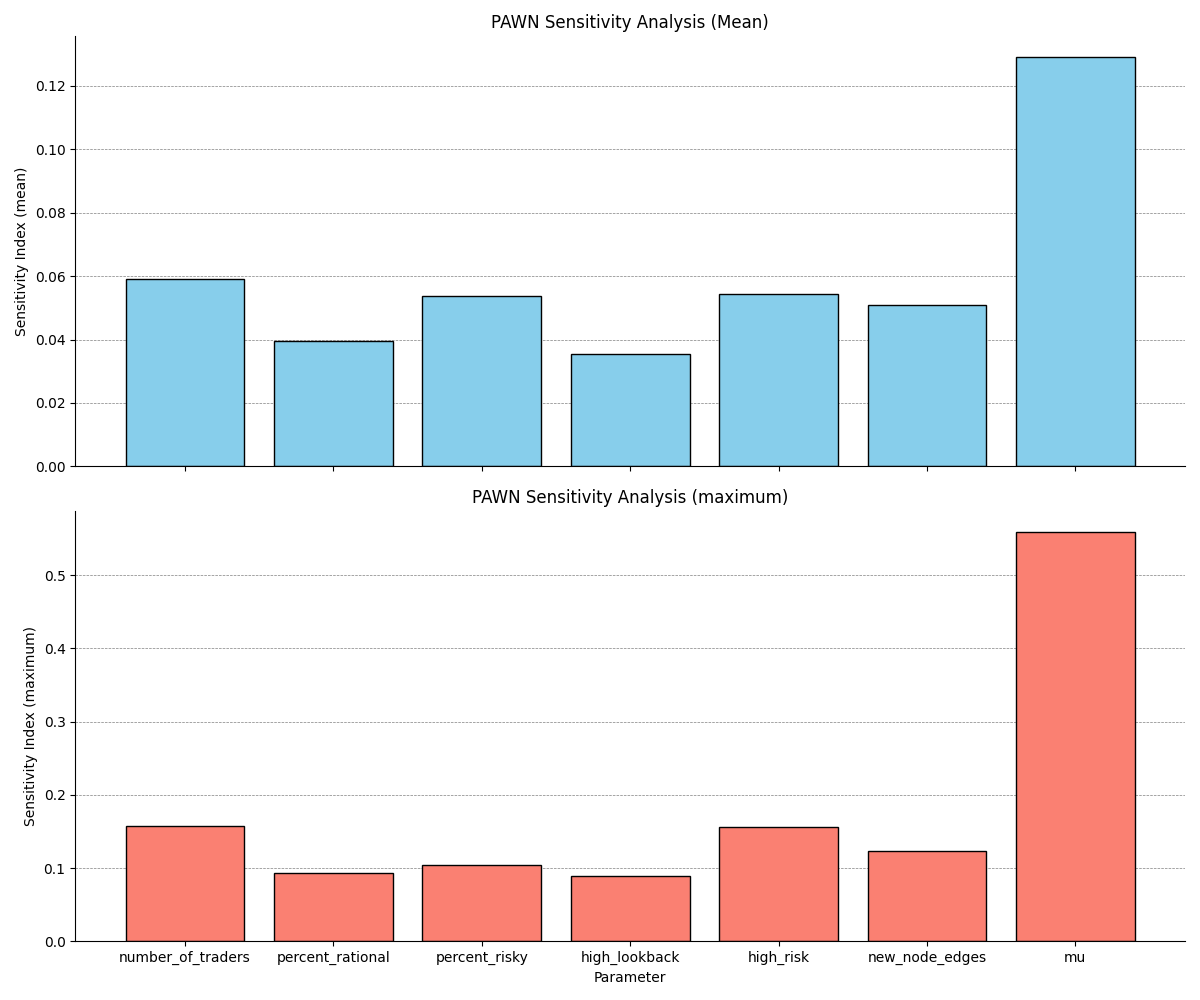 PAWN Sensitivity Analysis (Mean)
Sensitivity Index (mean)
0.12
0.10
0.08
0.06
0.04
0.02
0.00
PAWN Sensitivity Analysis (maximum)
Sensitivity Index (maximum)
0.5
0.4
0.3
0.2
0.1
0.0
number_of_traders percent_rational percent_risky high_lookback high_risk new_node_edges mu
Parameter